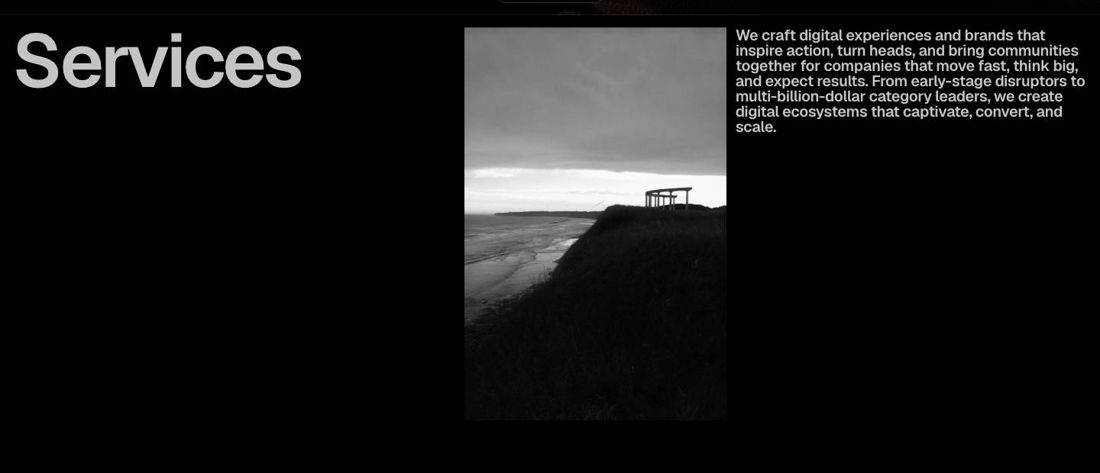 Services
We craft digital experiences and brands that
inspire action, turn heads, and bring communities
together for companies that move fast, think big,
and expect results. From early-stage disruptors to
multi-billion-dollar category leaders, we create
digital ecosystems that captivate, convert, and
scale.